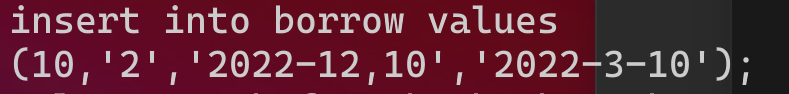 insert into borrow values
(10,'2','2022-12,10','2022-3-10');